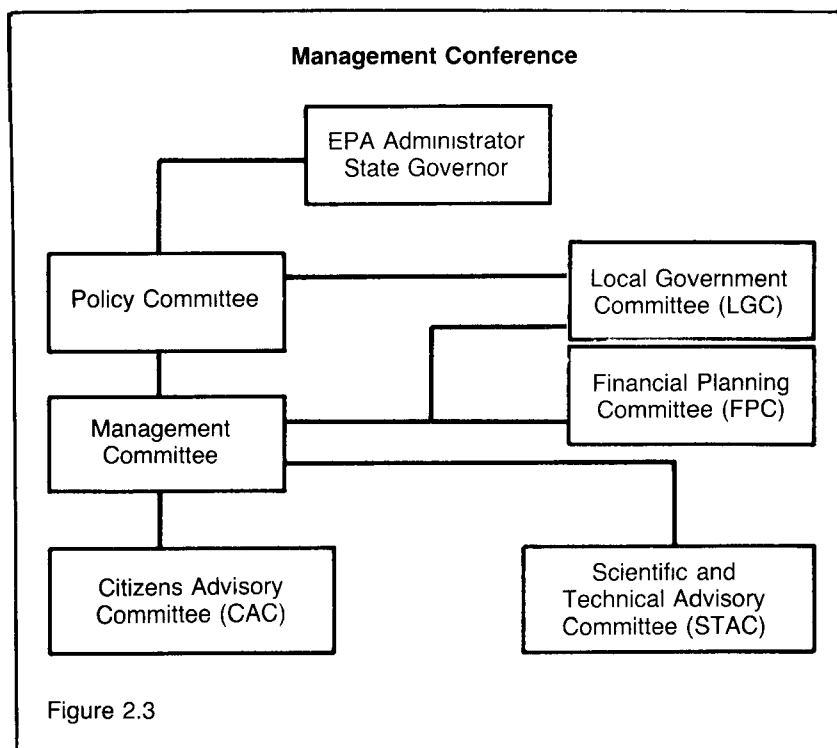 Management Conference
EPA Administrator
State Governor
Policy Committee
Local Government
Committee (LGC)
Financial Planning
Committee (FPC)
Management
Committee
Citizens Advisory
Committee (CAC)
Scientific and
Technical Advisory
Committee (STAC)
Figure 2.3